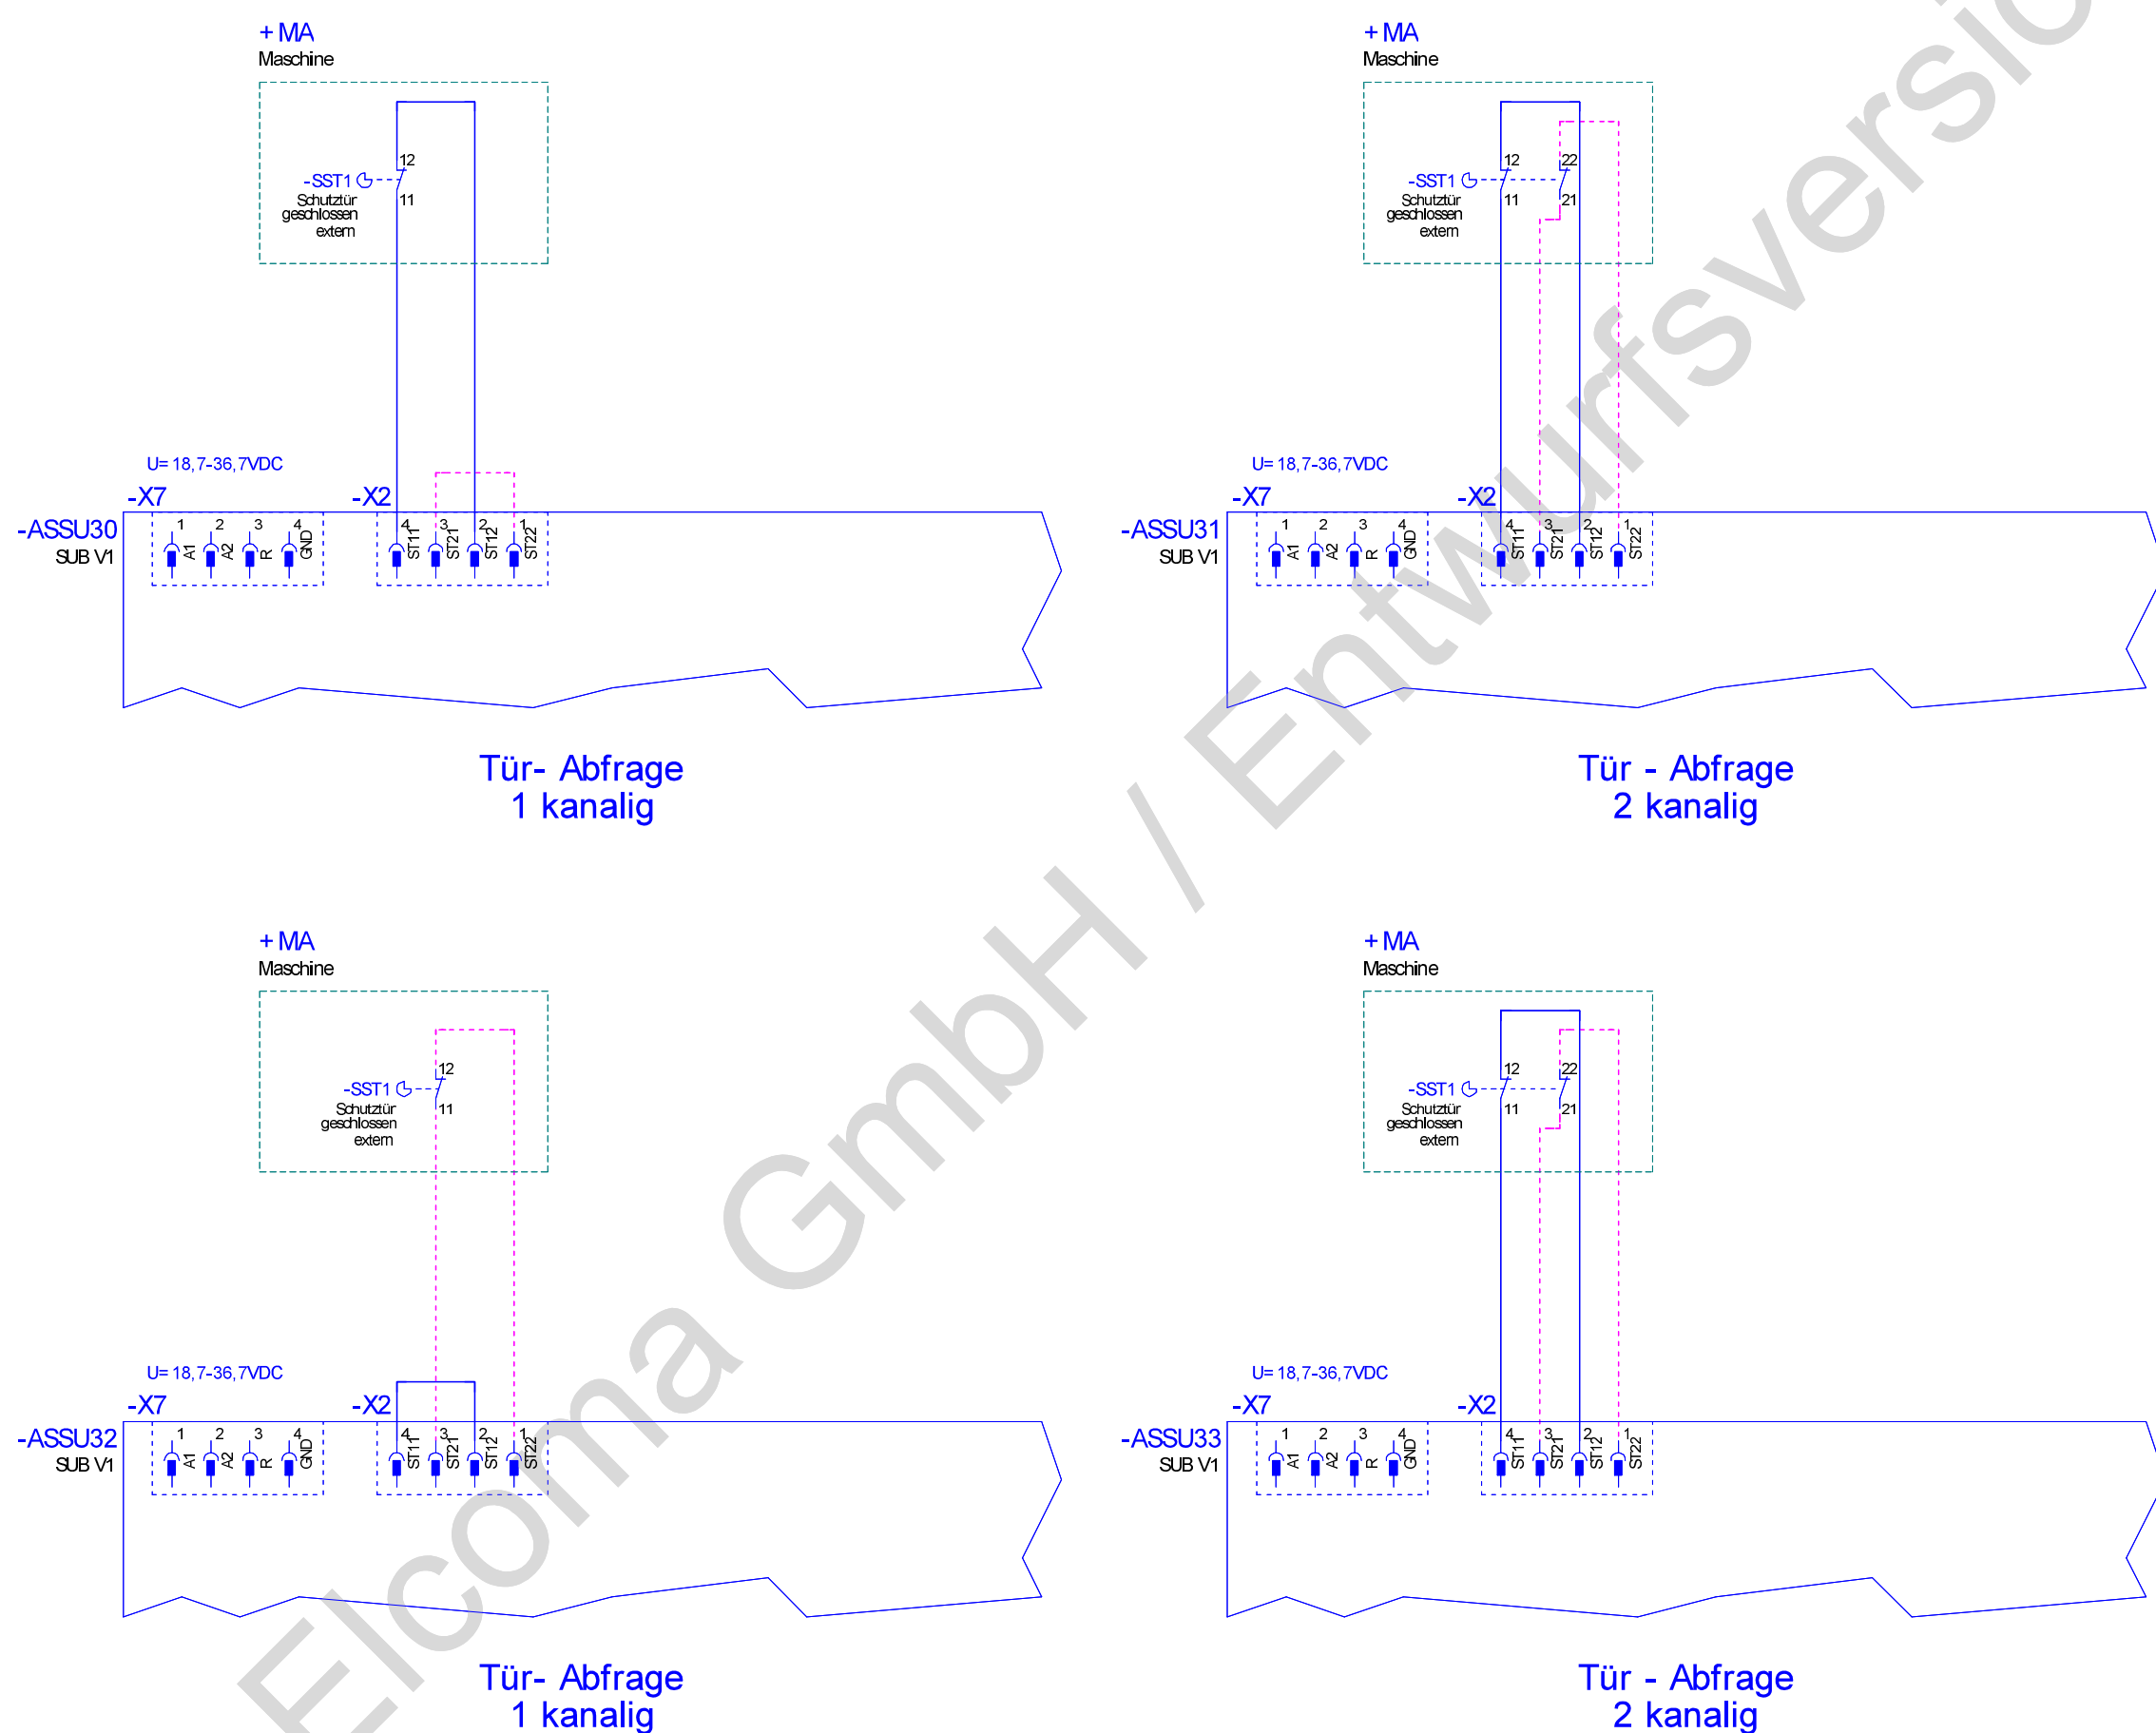 +MA
Maschine
12
-SST1
Schutztür
geschlossen
extern
11
U= 18,7-36,7VDC
-X7
-X2
-ASSU30
SUB V1
1 2 3 4
A1 A2 R GND
4 3 2 1
ST11 ST21 ST12 ST22
Tür- Abfrage
1 kanalig
+MA
Maschine
12 22
-SST1
Schutztür
geschlossen
extern
11 21
U= 18,7-36,7VDC
-X7
-X2
-ASSU31
SUB V1
1 2 3 4
A1 A2 R GND
4 3 2 1
ST11 ST21 ST12 ST22
Tür - Abfrage
2 kanalig
+MA
Maschine
12
-SST1
Schutztür
geschlossen
extern
11
U= 18,7-36,7VDC
-X7
-X2
-ASSU32
SUB V1
1 2 3 4
A1 A2 R GND
4 3 2 1
ST11 ST21 ST12 ST22
Tür- Abfrage
1 kanalig
+MA
Maschine
12 22
-SST1
Schutztür
geschlossen
extern
11 21
U= 18,7-36,7VDC
-X7
-X2
-ASSU33
SUB V1
1 2 3 4
A1 A2 R GND
4 3 2 1
ST11 ST21 ST12 ST22
Tür - Abfrage
2 kanalig
Elcoma GmbH / Entwurfsversio